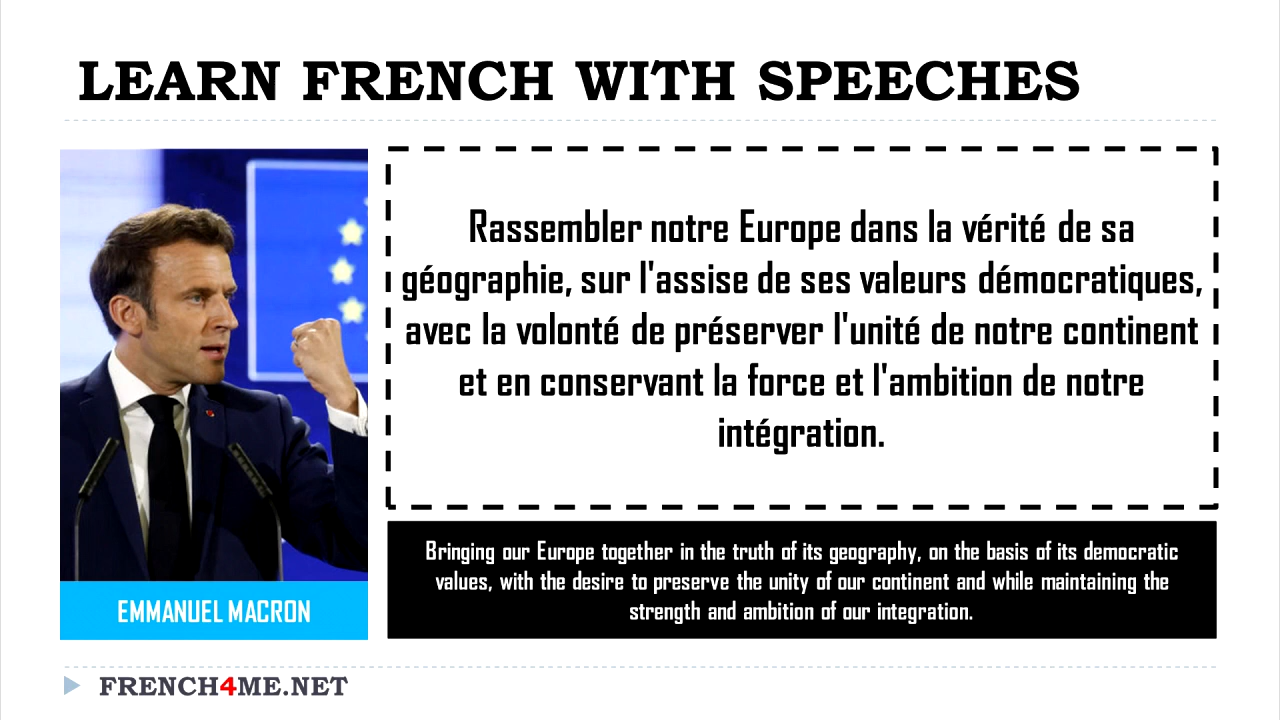 LEARN FRENCH WITH SPEECHES
Rassembler notre Europe dans la vérité de sa
géographie, sur l'assise de ses valeurs démocratiques,
avec la volonté de préserver l'unité de notre continent
et en conservant la force et l'ambition de notre
intégration.
Bringing our Europe together in the truth of its geography, on the basis of its democratic
values, with the desire to preserve the unity of our continent and while maintaining the
strength and ambition of our integration.
EMMANUEL MACRON
FRENCH4ME.NET